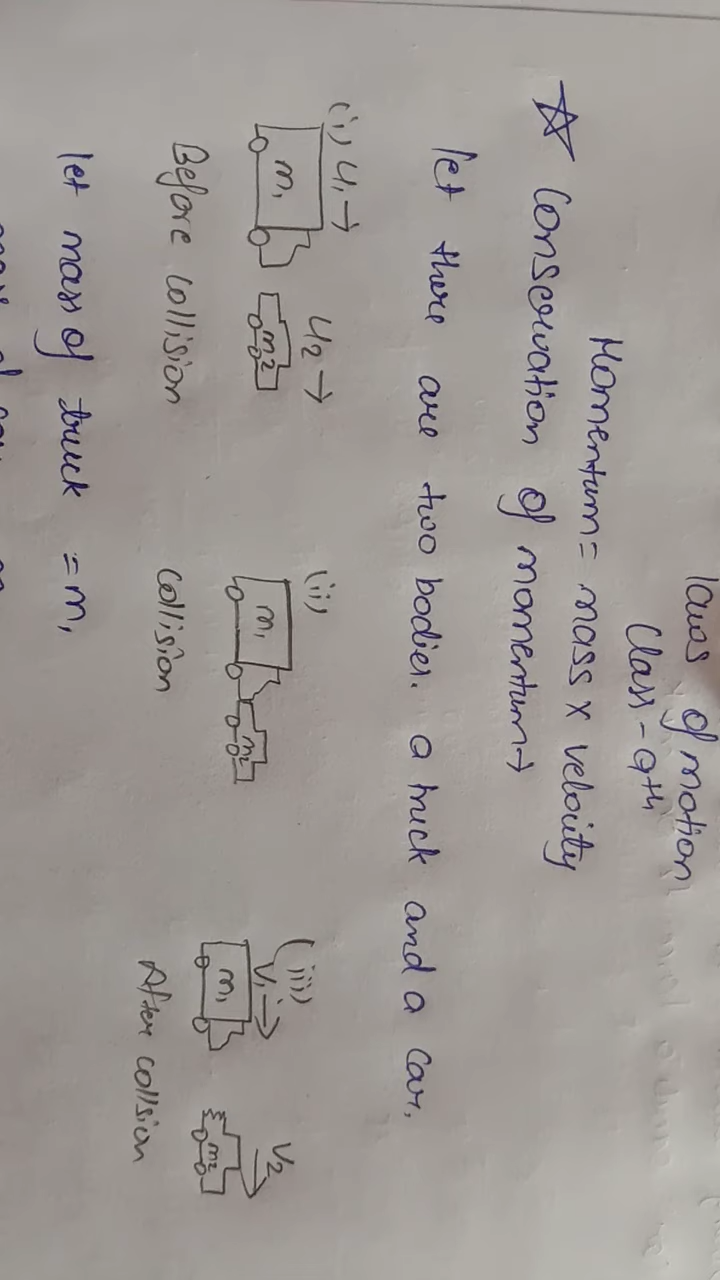 laws of motion
Class - 9th
Momentum = mass x velocity
☆ Conservation of momentum →
let there are two bodies. a truck and a car.
(i) u₁ → u₂ → (ii) (iii) v₁ → v₂ →
m₁ m₂ m₁ m₂ m₁ m₂
Before collision collision After collsion
let mass of truck = m₁